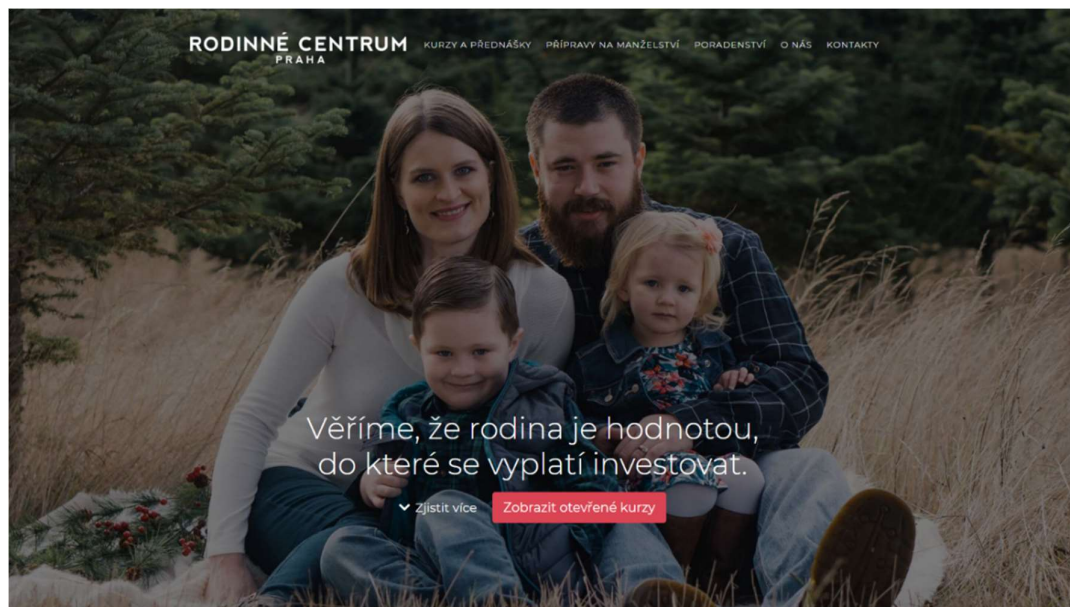 RODINNÉ CENTRUM
PRAHA
KURZY A PŘEDNÁŠKY PŘÍPRAVY NA MANŽELSTVÍ PORADENSTVÍ O NÁS KONTAKTY
Věříme, že rodina je hodnotou,
do které se vyplatí investovat.
Zjistit více Zobrazit otevřené kurzy